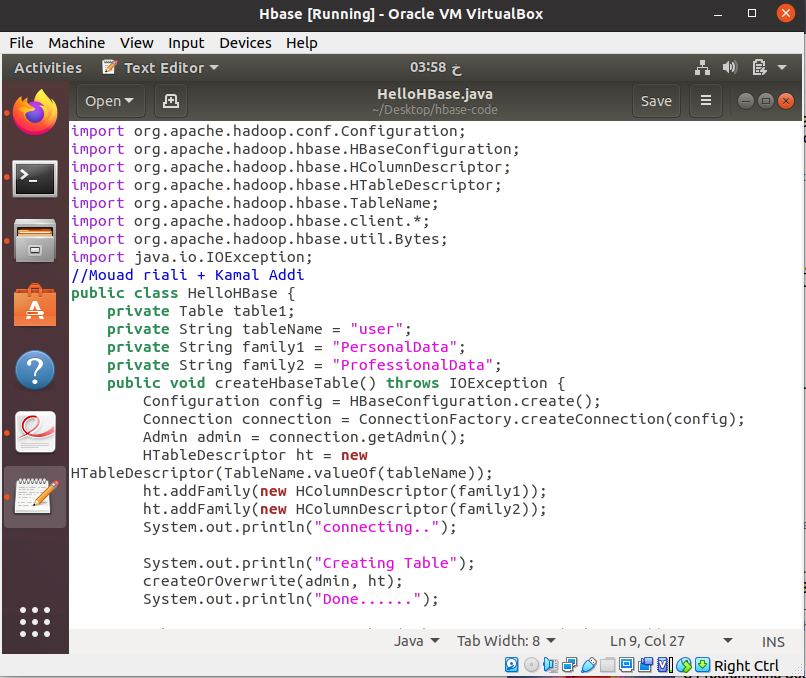 Hbase [Running] - Oracle VM VirtualBox
File Machine View Input Devices Help
Activities Text Editor 03:58 خ
Open HelloHBase.java Save
~/Desktop/hbase-code
import org.apache.hadoop.conf.Configuration;
import org.apache.hadoop.hbase.HBaseConfiguration;
import org.apache.hadoop.hbase.HColumnDescriptor;
import org.apache.hadoop.hbase.HTableDescriptor;
import org.apache.hadoop.hbase.TableName;
import org.apache.hadoop.hbase.client.*;
import org.apache.hadoop.hbase.util.Bytes;
import java.io.IOException;
//Mouad riali + Kamal Addi
public class HelloHBase {
    private Table table1;
    private String tableName = "user";
    private String family1 = "PersonalData";
    private String family2 = "ProfessionalData";
    public void createHbaseTable() throws IOException {
        Configuration config = HBaseConfiguration.create();
        Connection connection = ConnectionFactory.createConnection(config);
        Admin admin = connection.getAdmin();
        HTableDescriptor ht = new
HTableDescriptor(TableName.valueOf(tableName));
        ht.addFamily(new HColumnDescriptor(family1));
        ht.addFamily(new HColumnDescriptor(family2));
        System.out.println("connecting..");
        System.out.println("Creating Table");
        createOrOverwrite(admin, ht);
        System.out.println("Done......");
Java Tab Width: 8 Ln 9, Col 27 INS
Right Ctrl